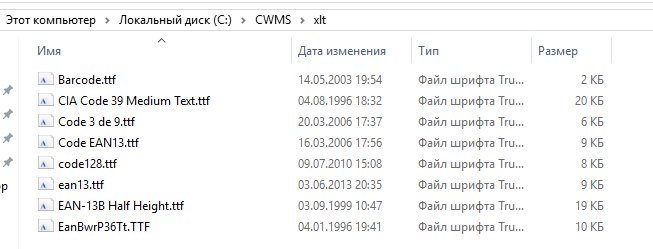 Этот компьютер > Локальный диск (C:) > CWMS > xlt
Имя Дата изменения Тип Размер
Barcode.ttf 14.05.2003 19:54 Файл шрифта Tru... 2 КБ
CIA Code 39 Medium Text.ttf 04.08.1996 18:32 Файл шрифта Tru... 20 КБ
Code 3 de 9.ttf 20.03.2006 17:37 Файл шрифта Tru... 6 КБ
Code EAN13.ttf 16.03.2006 17:56 Файл шрифта Tru... 9 КБ
code128.ttf 09.07.2010 15:08 Файл шрифта Tru... 8 КБ
ean13.ttf 03.06.2013 20:35 Файл шрифта Tru... 9 КБ
EAN-13B Half Height.ttf 03.09.1999 10:47 Файл шрифта Tru... 19 КБ
EanBwrP36Tt.TTF 04.01.1996 19:41 Файл шрифта Tru... 10 КБ